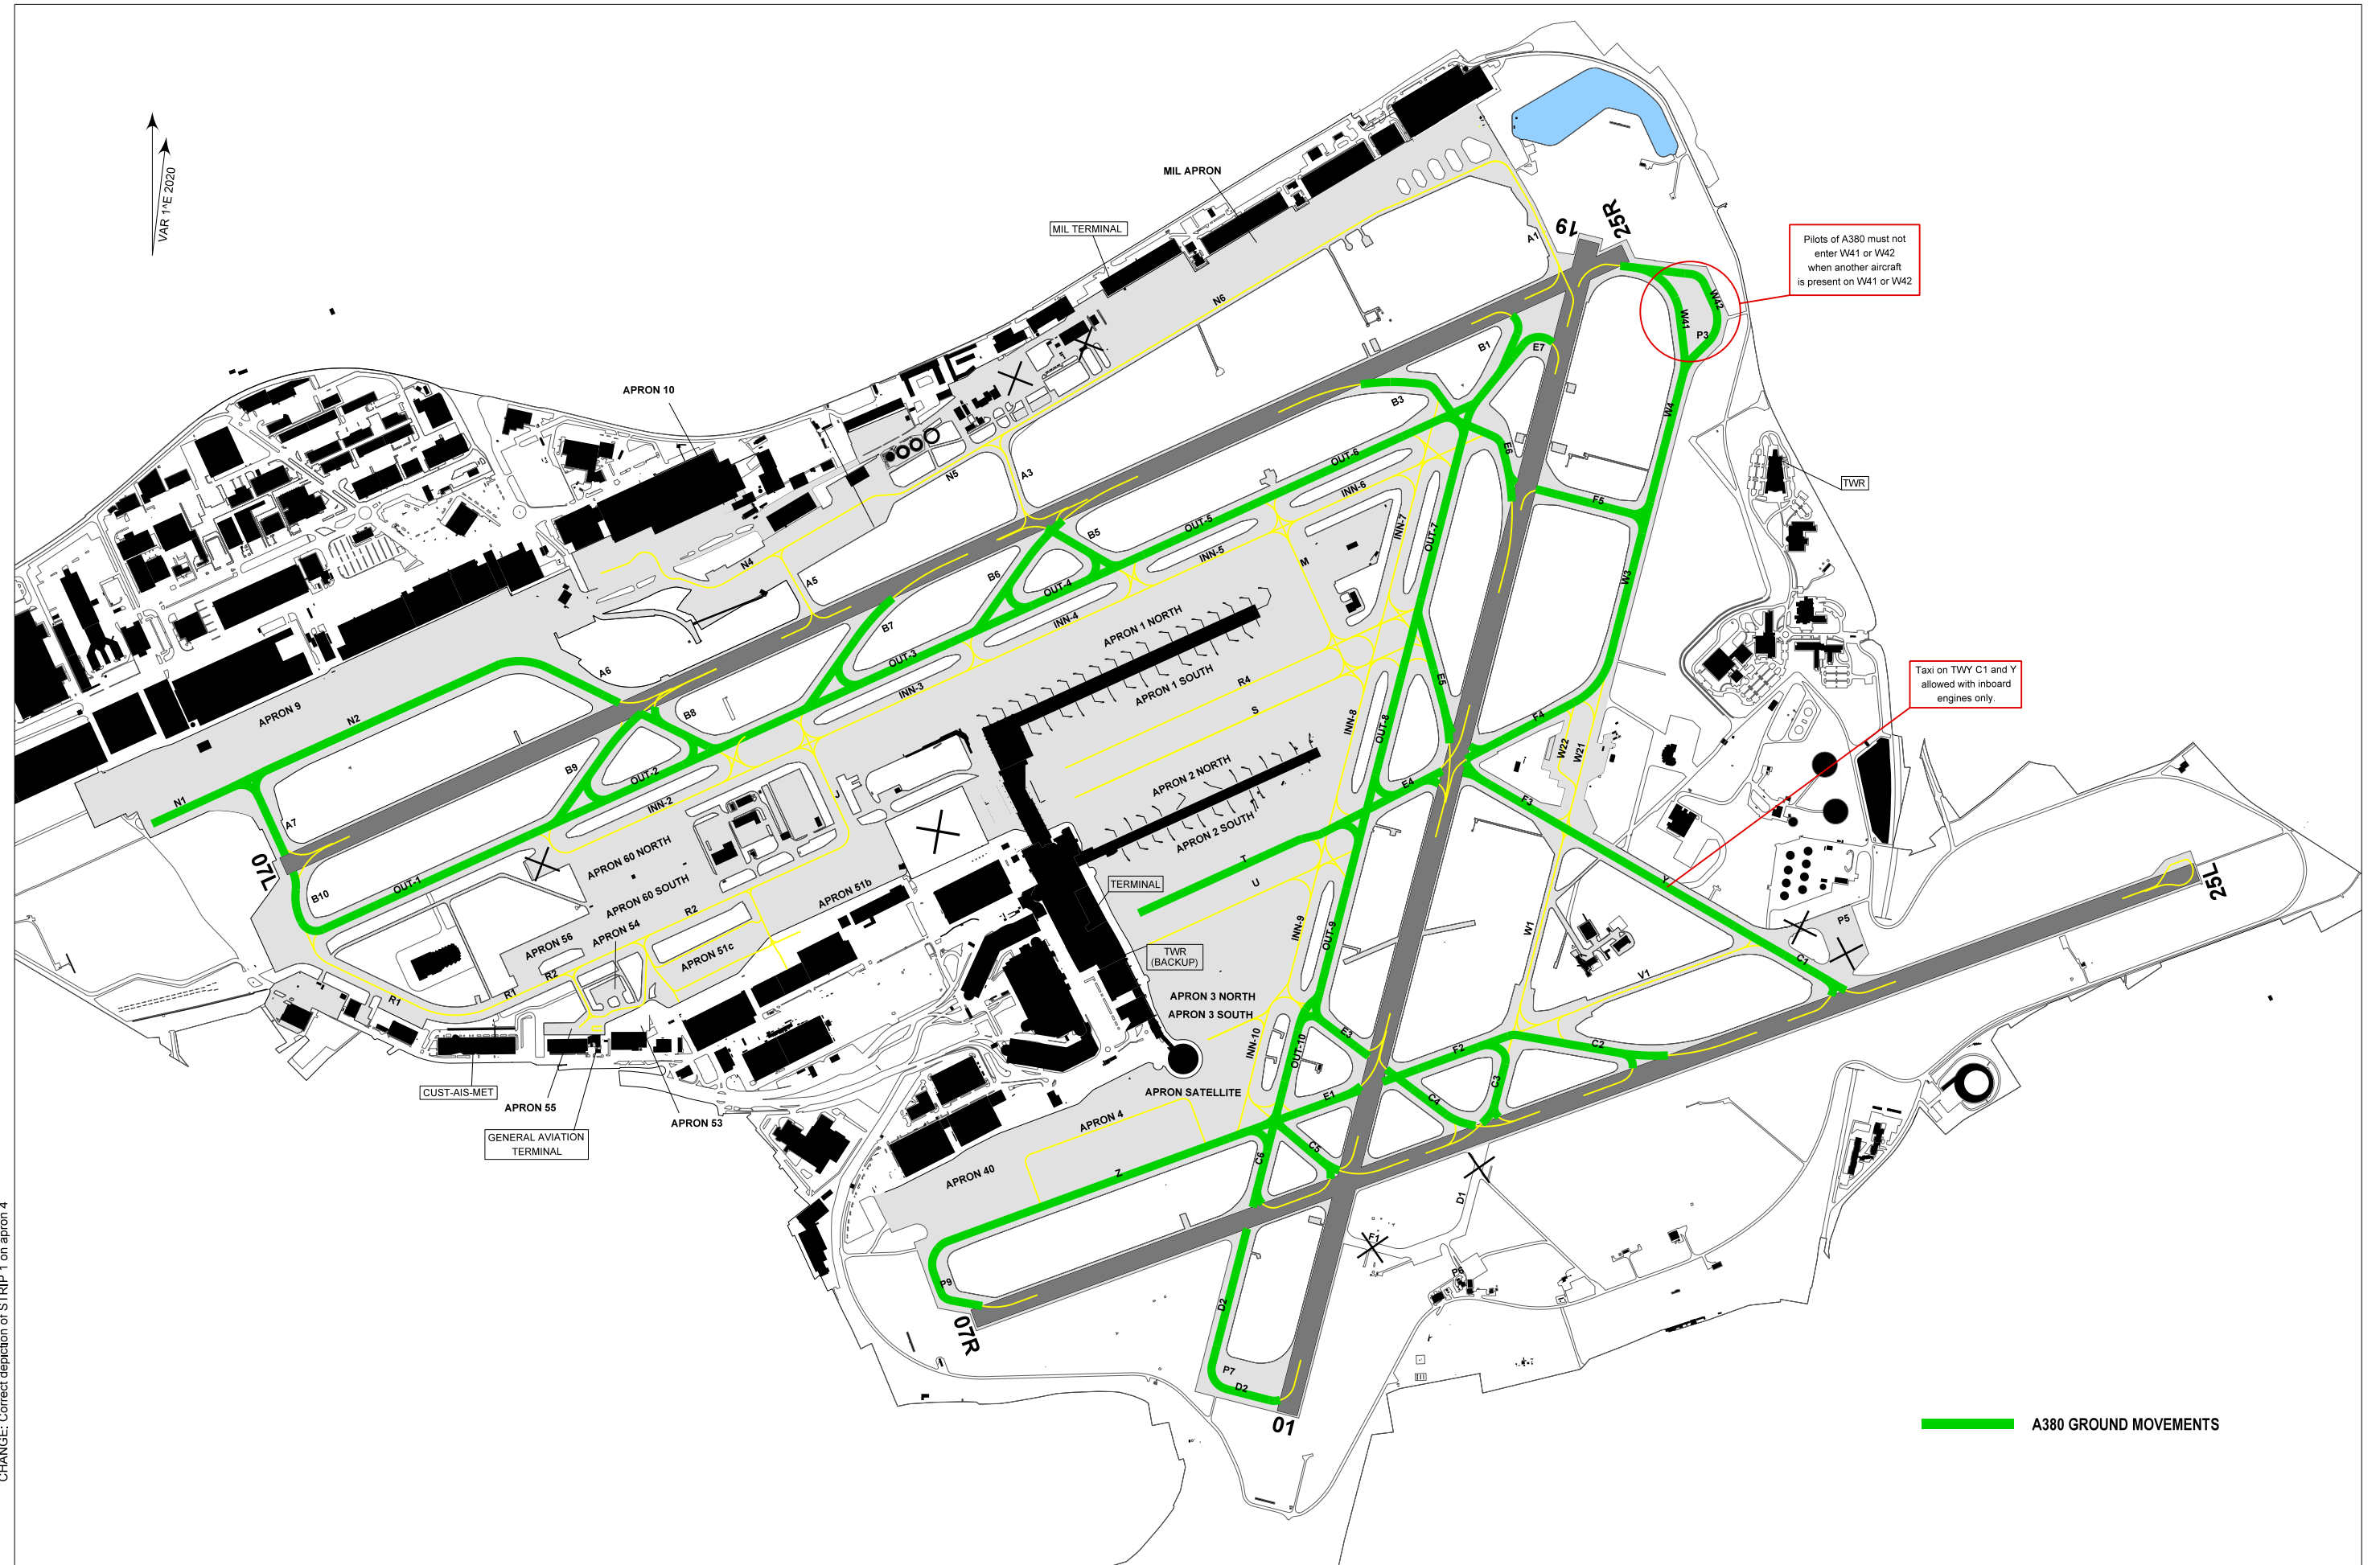 VAR 1^E 2020
MIL APRON
MIL TERMINAL
19
25R
A1
Pilots of A380 must not
enter W41 or W42
when another aircraft
is present on W41 or W42
W42
W41
P3
N6
B1
E7
APRON 10
B3
W4
TWR
E6
OUT-6
INN-6
F5
N5
A3
OUT-5
B5
INN-5
INN-7
OUT-7
M
W3
N4
A5
B6
OUT-4
INN-4
APRON 1 NORTH
B7
OUT-3
INN-3
APRON 1 SOUTH
R4
S
E5
A6
B8
APRON 9
N2
INN-8
OUT-8
F4
W22
W21
Taxi on TWY C1 and Y
allowed with inboard
engines only.
B9
OUT-2
INN-2
J
APRON 2 NORTH
E4
F3
N1
A7
07L
B10
OUT-1
APRON 60 NORTH
APRON 60 SOUTH
APRON 2 SOUTH
T
U
Y
TERMINAL
APRON 51b
R2
APRON 54
APRON 56
APRON 51c
R2
R1
R1
INN-9
OUT-9
W1
TWR
(BACKUP)
P5
C1
V1
25L
APRON 3 NORTH
APRON 3 SOUTH
INN-10
OUT-10
E3
F2
C2
C3
C4
E1
CUST-AIS-MET
APRON 55
APRON 53
GENERAL AVIATION
TERMINAL
APRON SATELLITE
APRON 4
APRON 40
Z
C6
C5
D1
F1
P6
P9
07R
D2
P7
D2
01
A380 GROUND MOVEMENTS
CHANGE: Correct depiction of STRIP 1 on apron 4